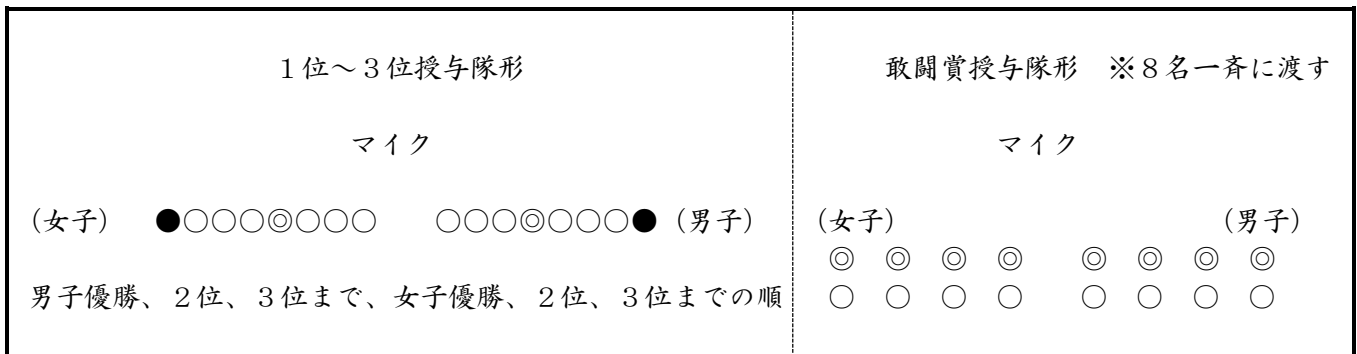 １位～３位授与隊形
マイク
（女子） ●○○○◎○○○ ○○○◎○○○●（男子）
男子優勝、２位、３位まで、女子優勝、２位、３位までの順
敢闘賞授与隊形 ※８名一斉に渡す
マイク
（女子） （男子）
◎ ◎ ◎ ◎ ◎ ◎ ◎ ◎
○ ○ ○ ○ ○ ○ ○ ○